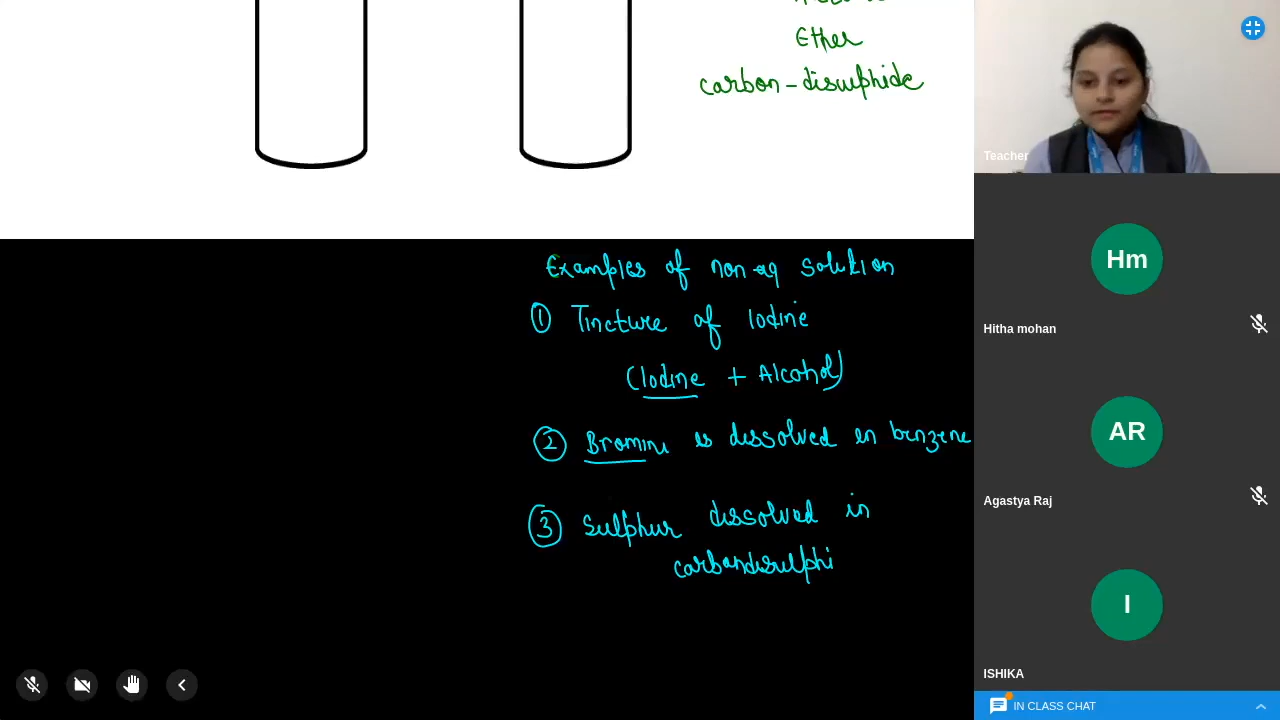 Ether
carbon-disulphide
Teacher
Examples of non-aq solution
① Tincture of Iodine
(Iodine + Alcohol)
② Bromine is dissolved in benzene
③ Sulphur dissolved in
carbondisulphi
Hm
Hitha mohan
AR
Agastya Raj
I
ISHIKA
IN CLASS CHAT